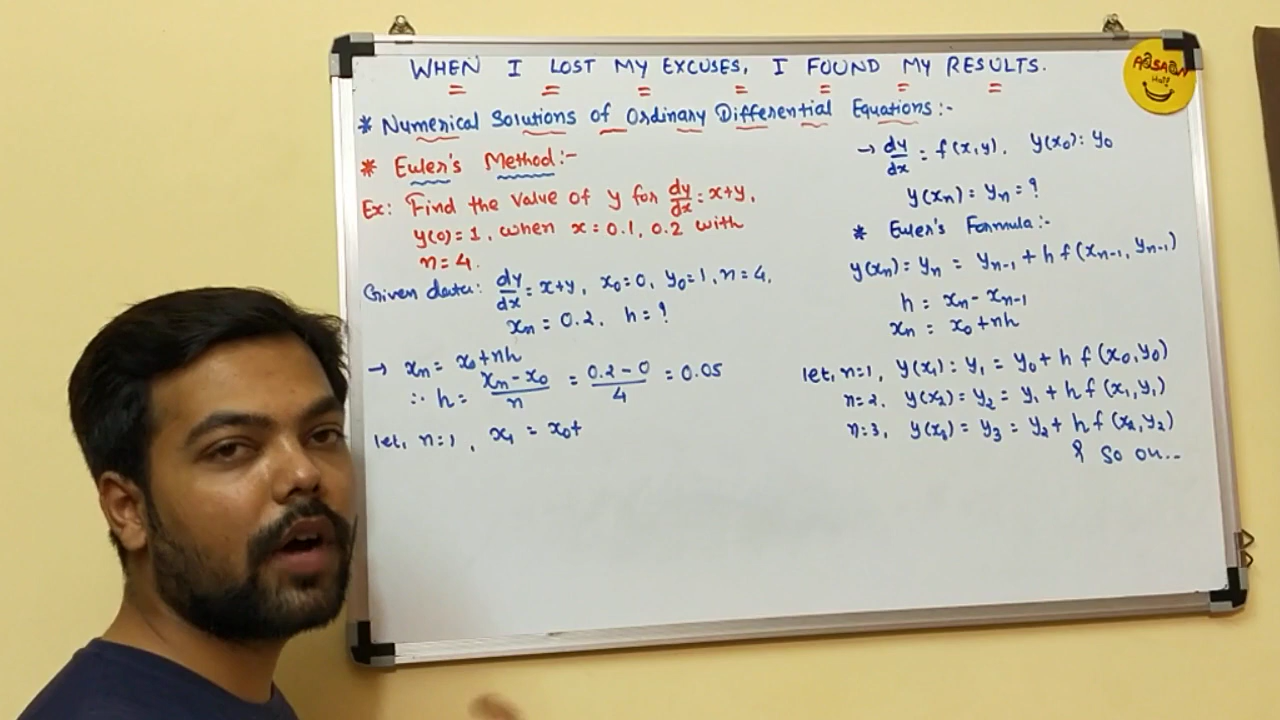 WHEN I LOST MY EXCUSES, I FOUND MY RESULTS.
AASAAN
Hai!
* Numerical Solutions of Ordinary Differential Equations:-
* Euler's Method:-
Ex: Find the value of y for dy/dx = x+y,
y(0)=1, when x=0.1, 0.2 with
n=4.
Given data: dy/dx = x+y, x₀=0, y₀=1, n=4,
xₙ = 0.2, h=?
→ xₙ = x₀+nh
∴ h = (xₙ-x₀)/n = (0.2-0)/4 = 0.05
let, n=1, x₁ = x₀+
→ dy/dx = f(x,y), y(x₀)=y₀
y(xₙ) = yₙ = ?
* Euler's Formula:-
y(xₙ) = yₙ = yₙ₋₁ + h f(xₙ₋₁, yₙ₋₁)
h = xₙ - xₙ₋₁
xₙ = x₀+nh
let, n=1, y(x₁) = y₁ = y₀ + h f(x₀,y₀)
n=2, y(x₂) = y₂ = y₁ + h f(x₁,y₁)
n=3, y(x₃) = y₃ = y₂ + h f(x₂,y₂)
& so on...